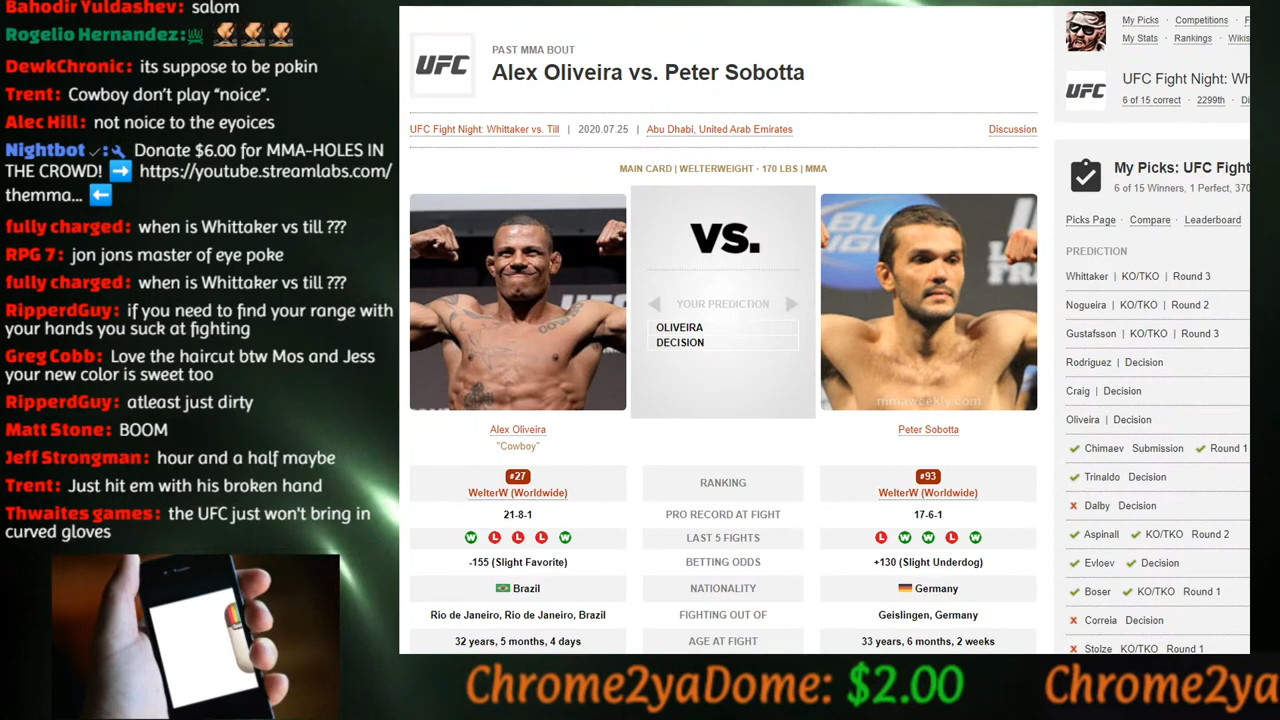 Bahodir Yuldashev: salom
Rogelio Hernandez:
DewkChronic: its suppose to be pokin
Trent: Cowboy don't play “noice”.
Alec Hill: not noice to the eyoices
Nightbot ✓: Donate $6.00 for MMA-HOLES IN
THE CROWD! ➡ https://youtube.streamlabs.com/
themma... ⬅
fully charged: when is Whittaker vs till ???
RPG 7: jon jons master of eye poke
fully charged: when is Whittaker vs till ???
RipperdGuy: if you need to find your range with
your hands you suck at fighting
Greg Cobb: Love the haircut btw Mos and Jess
your new color is sweet too
RipperdGuy: atleast just dirty
Matt Stone: BOOM
Jeff Strongman: hour and a half maybe
Trent: Just hit em with his broken hand
Thwaites games: the UFC just won't bring in
curved gloves
UFC
PAST MMA BOUT
Alex Oliveira vs. Peter Sobotta
UFC Fight Night: Whittaker vs. Till | 2020.07.25 | Abu Dhabi, United Arab Emirates
Discussion
MAIN CARD | WELTERWEIGHT · 170 LBS | MMA
VS.
YOUR PREDICTION
OLIVEIRA
DECISION
mmaweekly.com
Alex Oliveira
"Cowboy"
Peter Sobotta
#27
WelterW (Worldwide)
RANKING
#93
WelterW (Worldwide)
21-8-1 PRO RECORD AT FIGHT 17-6-1
W L L L W LAST 5 FIGHTS L W W L W
-155 (Slight Favorite) BETTING ODDS +130 (Slight Underdog)
Brazil NATIONALITY Germany
Rio de Janeiro, Rio de Janeiro, Brazil FIGHTING OUT OF Geislingen, Germany
32 years, 5 months, 4 days AGE AT FIGHT 33 years, 6 months, 2 weeks
My Picks · Competitions · F
My Stats · Rankings · Wikis
UFC
UFC Fight Night: Wh
6 of 15 correct · 2299th · Di
My Picks: UFC Fight
6 of 15 Winners, 1 Perfect, 370
Picks Page · Compare · Leaderboard
PREDICTION
Whittaker | KO/TKO | Round 3
Nogueira | KO/TKO | Round 2
Gustafsson | KO/TKO | Round 3
Rodriguez | Decision
Craig | Decision
Oliveira | Decision
✓ Chimaev Submission ✓ Round 1
✓ Trinaldo Decision
x Dalby Decision
✓ Aspinall ✓ KO/TKO Round 2
✓ Evloev ✓ Decision
✓ Boser ✓ KO/TKO Round 1
x Correia Decision
x Stolze KO/TKO Round 1
Chrome2yaDome: $2.00 Chrome2ya